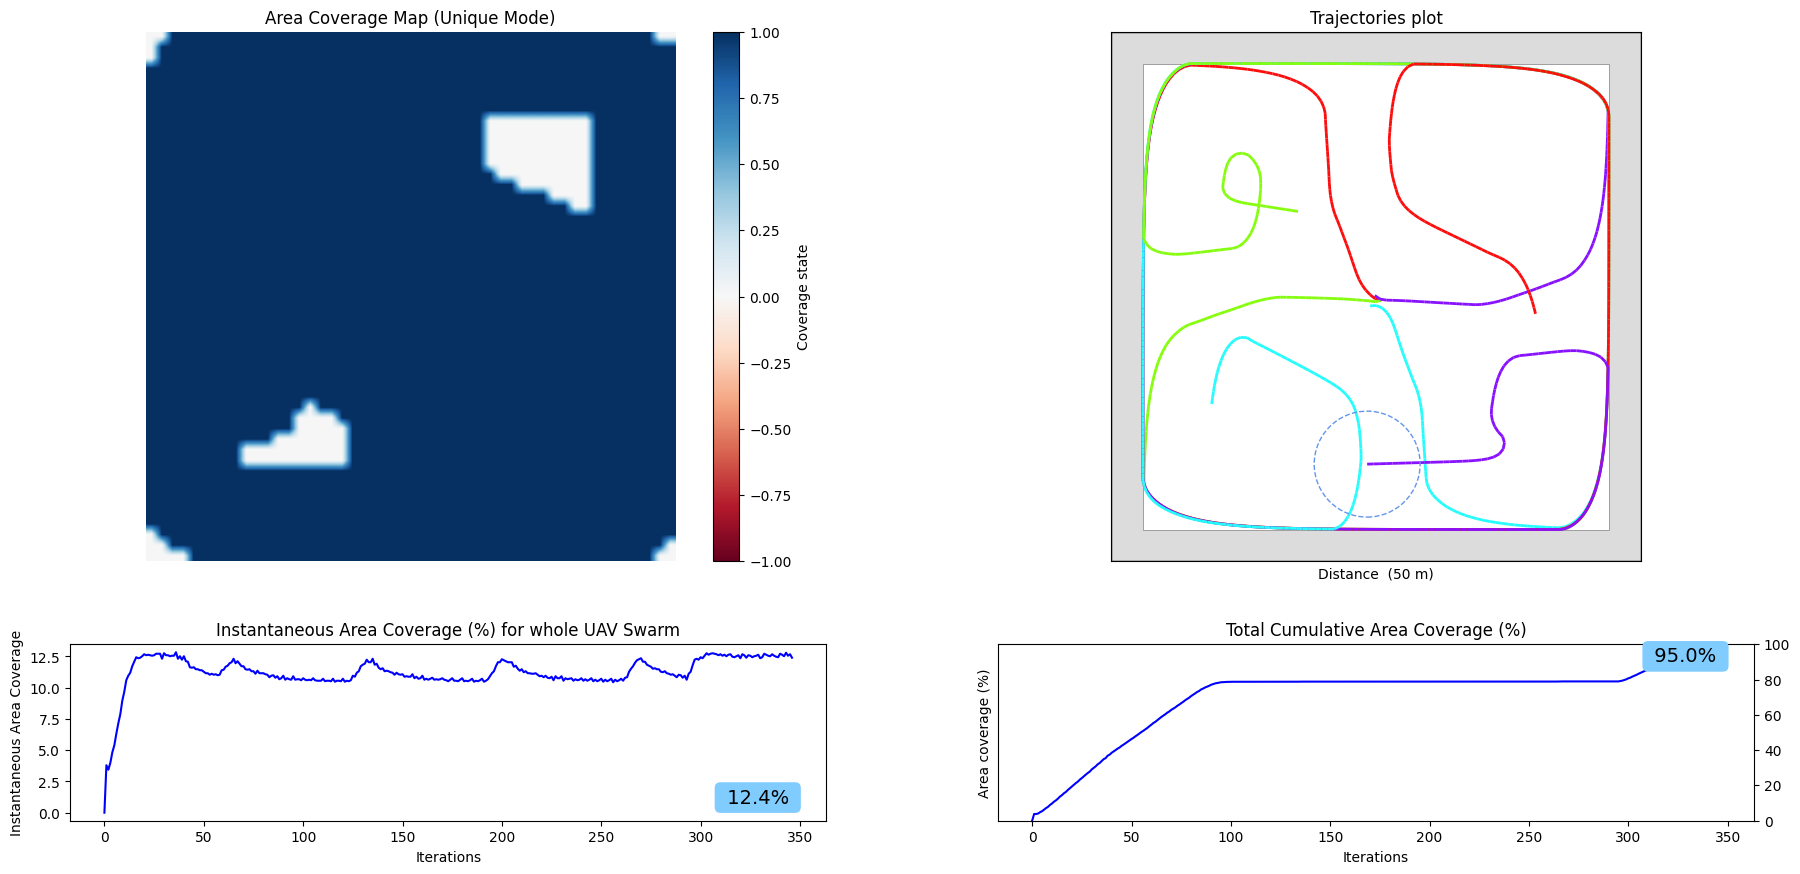 Area Coverage Map (Unique Mode)
1.00
0.75
0.50
0.25
0.00
−0.25
−0.50
−0.75
−1.00
Coverage state
Trajectories plot
Distance  (50 m)
Instantaneous Area Coverage (%) for whole UAV Swarm
Instantaneous Area Coverage
12.5
10.0
7.5
5.0
2.5
0.0
12.4%
0 50 100 150 200 250 300 350
Iterations
Total Cumulative Area Coverage (%)
Area coverage (%)
95.0%
100
80
60
40
20
0
0 50 100 150 200 250 300 350
Iterations